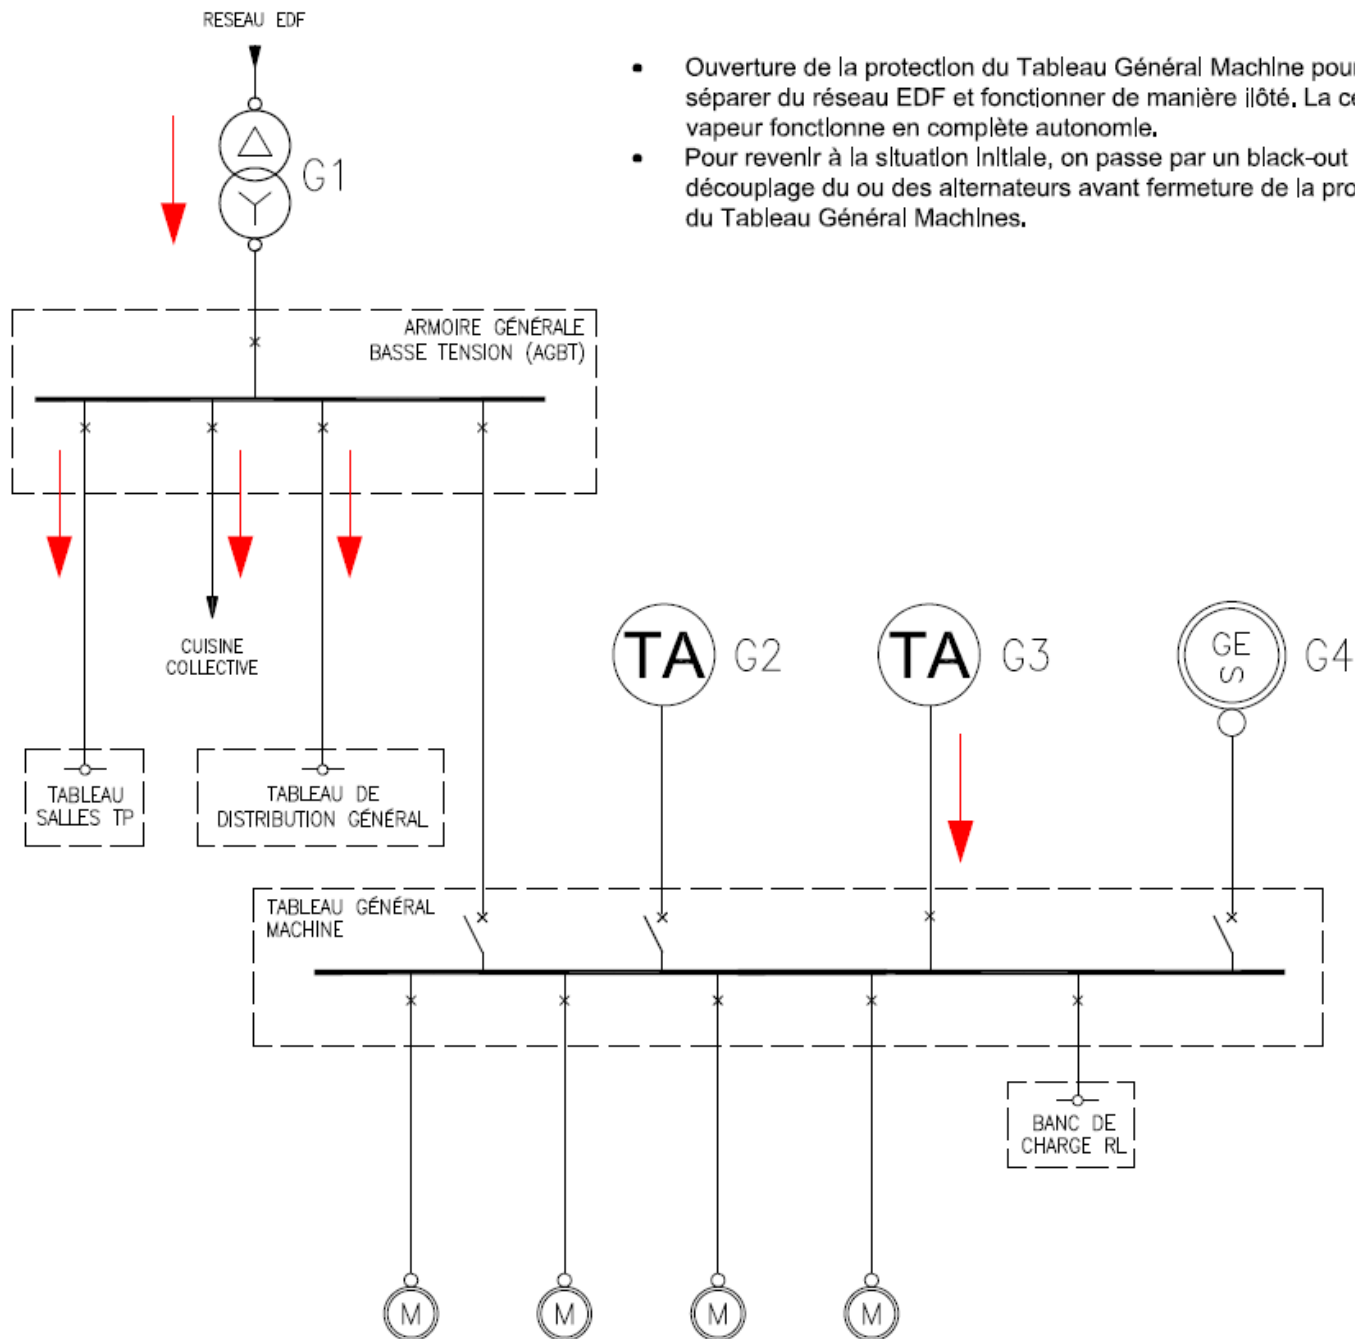 RESEAU EDF
• Ouverture de la protection du Tableau Général Machine pour
séparer du réseau EDF et fonctionner de manière îlôté. La ce
vapeur fonctionne en complète autonomie.
• Pour revenir à la situation initiale, on passe par un black-out
découplage du ou des alternateurs avant fermeture de la pro
du Tableau Général Machines.
G1
ARMOIRE GÉNÉRALE
BASSE TENSION (AGBT)
CUISINE
COLLECTIVE
TA G2
TA G3
GE
S
G4
TABLEAU
SALLES TP
TABLEAU DE
DISTRIBUTION GÉNÉRAL
TABLEAU GÉNÉRAL
MACHINE
BANC DE
CHARGE RL
M
M
M
M